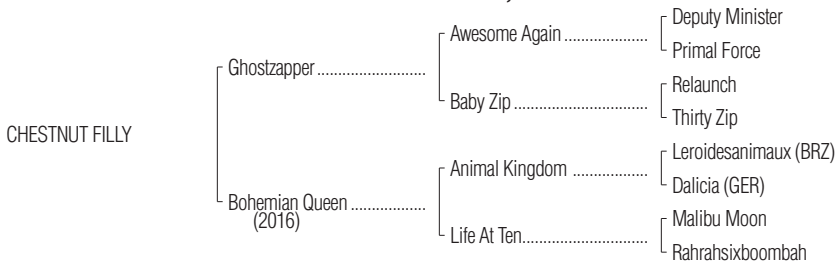 Deputy Minister
Awesome Again ..................
Primal Force
Ghostzapper ..........................
Relaunch
Baby Zip ................................
Thirty Zip
CHESTNUT FILLY
Leroidesanimaux (BRZ)
Animal Kingdom ..................
Dalicia (GER)
Bohemian Queen ..................
(2016)
Malibu Moon
Life At Ten..............................
Rahrahsixboombah